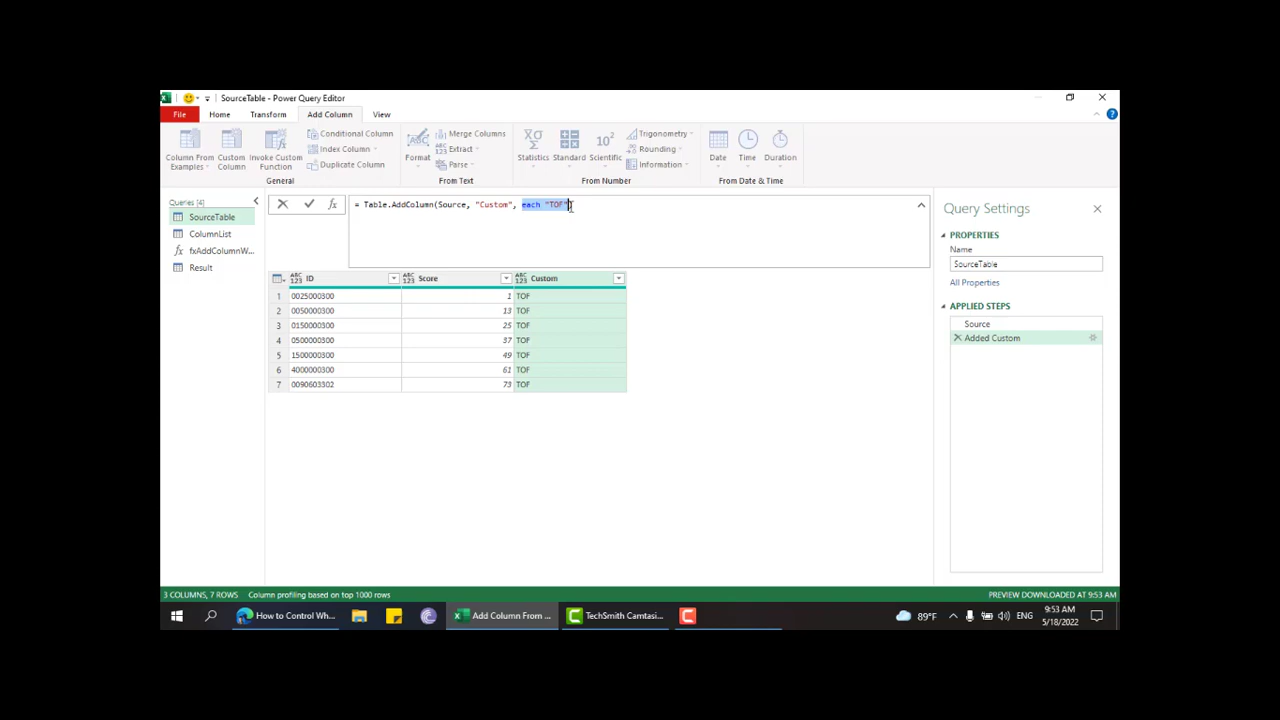 SourceTable - Power Query Editor
File Home Transform Add Column View
Column From Examples
Custom Column
Invoke Custom Function
Conditional Column
Index Column
Duplicate Column
General
Format
Merge Columns
Extract
Parse
From Text
Statistics
Standard
10²
Scientific
Trigonometry
Rounding
Information
From Number
Date
Time
Duration
From Date & Time
Queries [4]
SourceTable
ColumnList
fxAddColumnW...
Result
= Table.AddColumn(Source, "Custom", each "TOF")
ABC 123 ID ABC 123 Score ABC 123 Custom
1 0025000300 1 TOF
2 0050000300 13 TOF
3 0150000300 25 TOF
4 0500000300 37 TOF
5 1500000300 49 TOF
6 4000000300 61 TOF
7 0090603302 73 TOF
Query Settings
PROPERTIES
Name
SourceTable
All Properties
APPLIED STEPS
Source
Added Custom
3 COLUMNS, 7 ROWS Column profiling based on top 1000 rows PREVIEW DOWNLOADED AT 9:53 AM
How to Control Wh... Add Column From ... TechSmith Camtasi... 89°F ENG 9:53 AM
5/18/2022